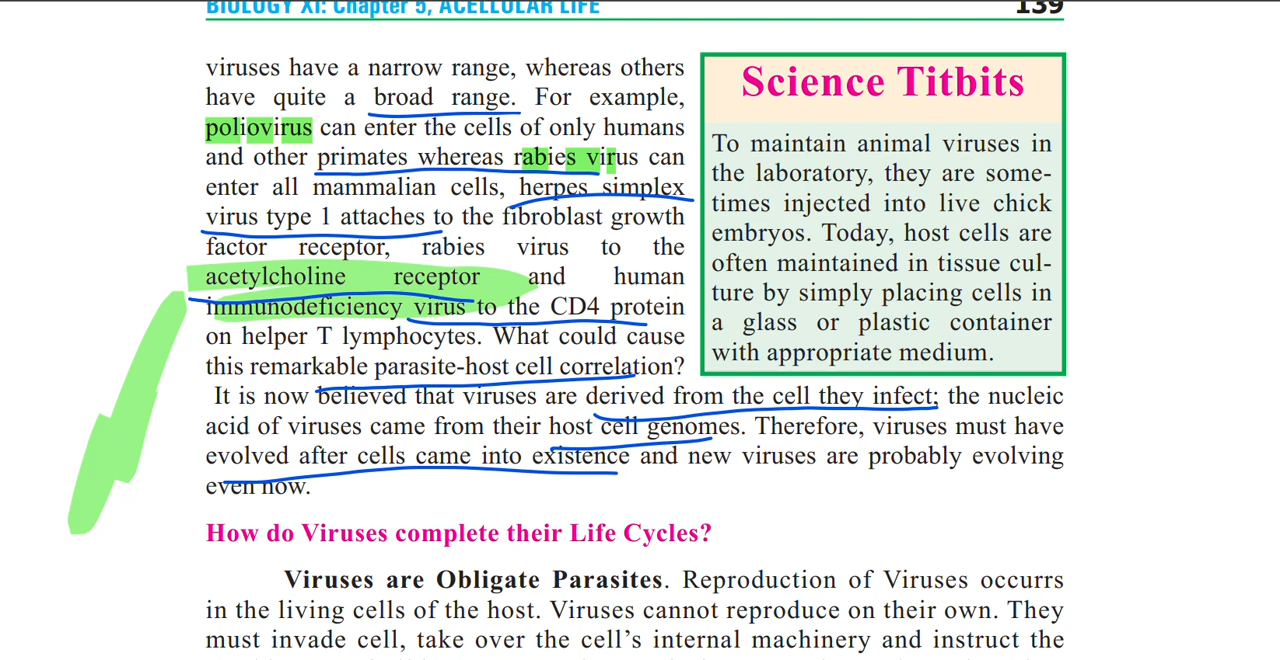 BIOLOGY XI: Chapter 5, ACELLULAR LIFE 139
viruses have a narrow range, whereas others
have quite a broad range. For example,
poliovirus can enter the cells of only humans
and other primates whereas rabies virus can
enter all mammalian cells, herpes simplex
virus type 1 attaches to the fibroblast growth
factor receptor, rabies virus to the
acetylcholine receptor and human
immunodeficiency virus to the CD4 protein
on helper T lymphocytes. What could cause
this remarkable parasite-host cell correlation?
Science Titbits
To maintain animal viruses in
the laboratory, they are some-
times injected into live chick
embryos. Today, host cells are
often maintained in tissue cul-
ture by simply placing cells in
a glass or plastic container
with appropriate medium.
It is now believed that viruses are derived from the cell they infect; the nucleic
acid of viruses came from their host cell genomes. Therefore, viruses must have
evolved after cells came into existence and new viruses are probably evolving
even now.
How do Viruses complete their Life Cycles?
Viruses are Obligate Parasites. Reproduction of Viruses occurrs
in the living cells of the host. Viruses cannot reproduce on their own. They
must invade cell, take over the cell's internal machinery and instruct the